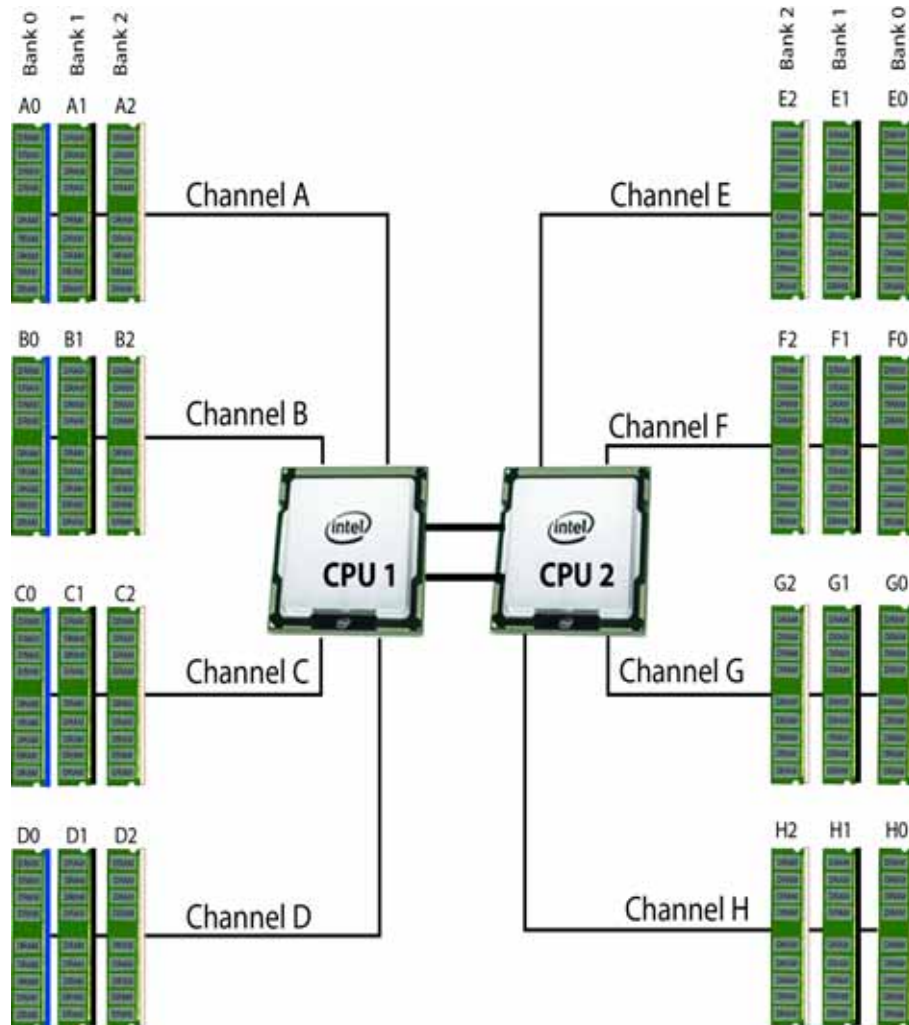 Bank 0 Bank 1 Bank 2
Bank 2 Bank 1 Bank 0
A0 A1 A2
E2 E1 E0
Channel A
Channel E
B0 B1 B2
F2 F1 F0
Channel B
Channel F
intel
CPU 1
intel
CPU 2
C0 C1 C2
G2 G1 G0
Channel C
Channel G
D0 D1 D2
H2 H1 H0
Channel D
Channel H